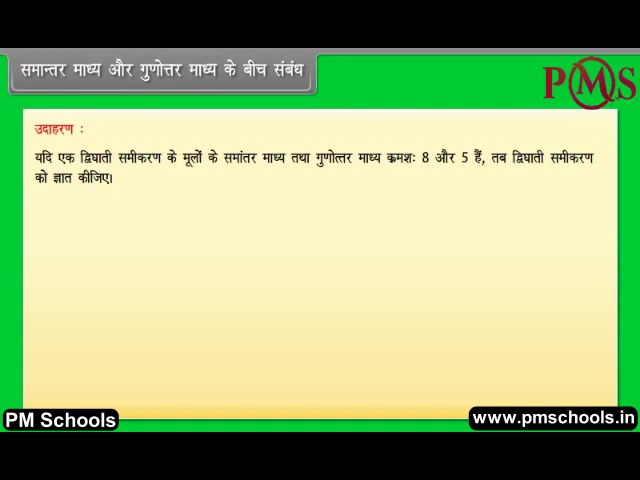 समान्तर माध्य और गुणोत्तर माध्य के बीच संबंध
PMS
उदाहरण :
यदि एक द्विघाती समीकरण के मूलों के समांतर माध्य तथा गुणोत्तर माध्य क्रमशः 8 और 5 हैं, तब द्विघाती समीकरण
को ज्ञात कीजिए।
PM Schools
www.pmschools.in